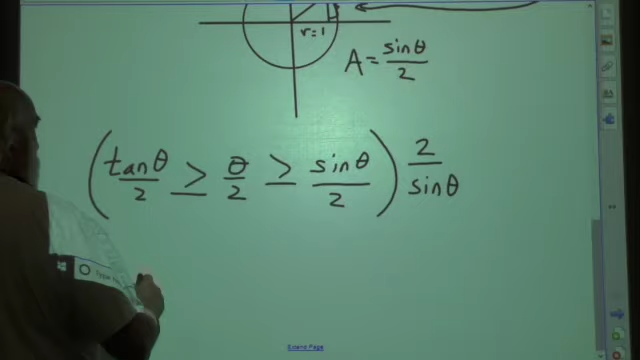 r=1
A = sinθ/2
(tanθ/2 ≥ θ/2 ≥ sinθ/2) 2/sinθ
Extend Page